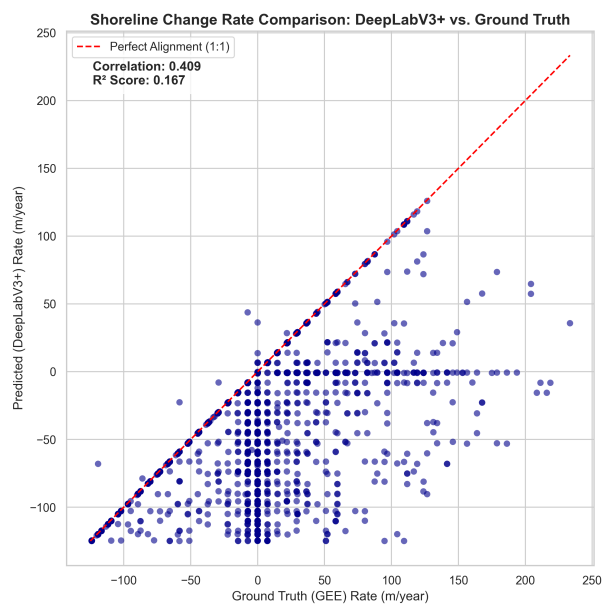 Shoreline Change Rate Comparison: DeepLabV3+ vs. Ground Truth
Perfect Alignment (1:1)
Correlation: 0.409
R² Score: 0.167
Predicted (DeepLabV3+) Rate (m/year)
250
200
150
100
50
0
−50
−100
−100
−50
0
50
100
150
200
250
Ground Truth (GEE) Rate (m/year)